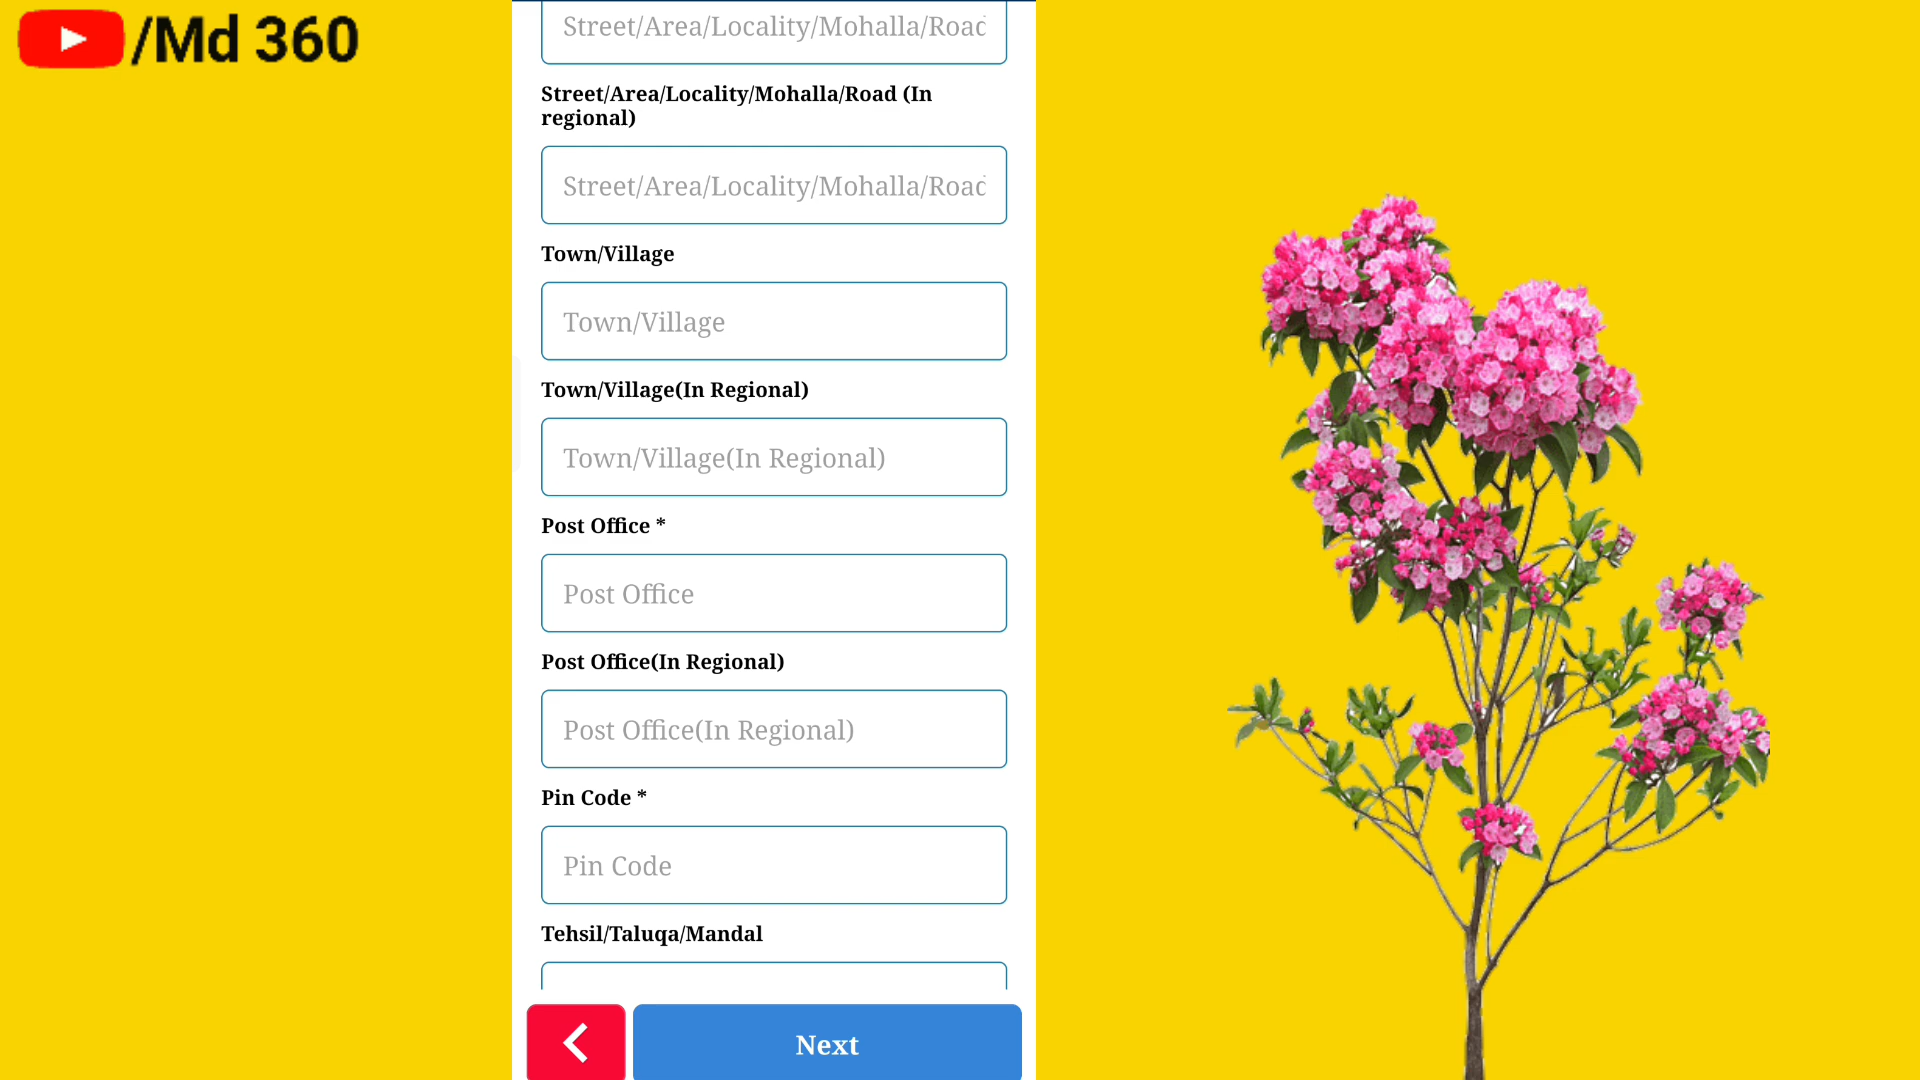 /Md 360
Street/Area/Locality/Mohalla/Road
Street/Area/Locality/Mohalla/Road (In
regional)
Street/Area/Locality/Mohalla/Road
Town/Village
Town/Village
Town/Village(In Regional)
Town/Village(In Regional)
Post Office *
Post Office
Post Office(In Regional)
Post Office(In Regional)
Pin Code *
Pin Code
Tehsil/Taluqa/Mandal
Next